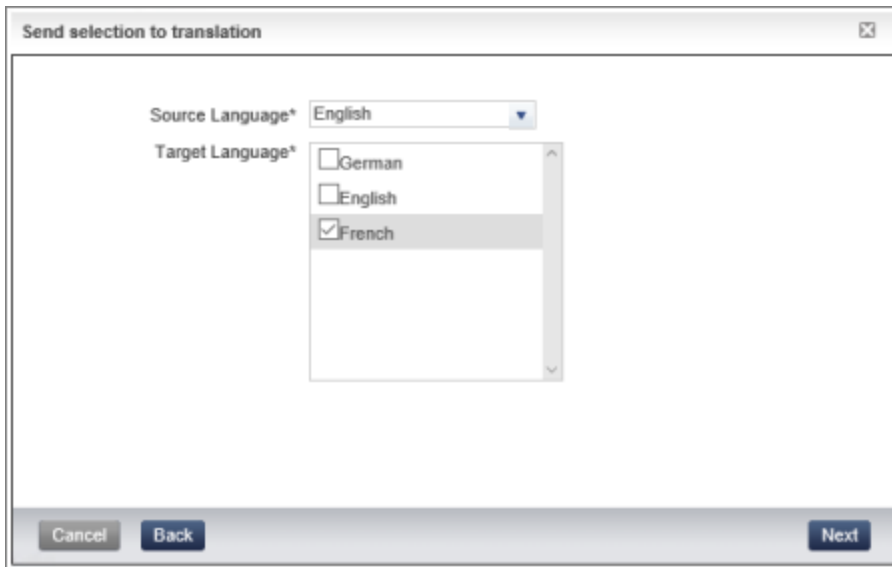 Send selection to translation
Source Language* English
Target Language* German
English
French
Cancel Back Next